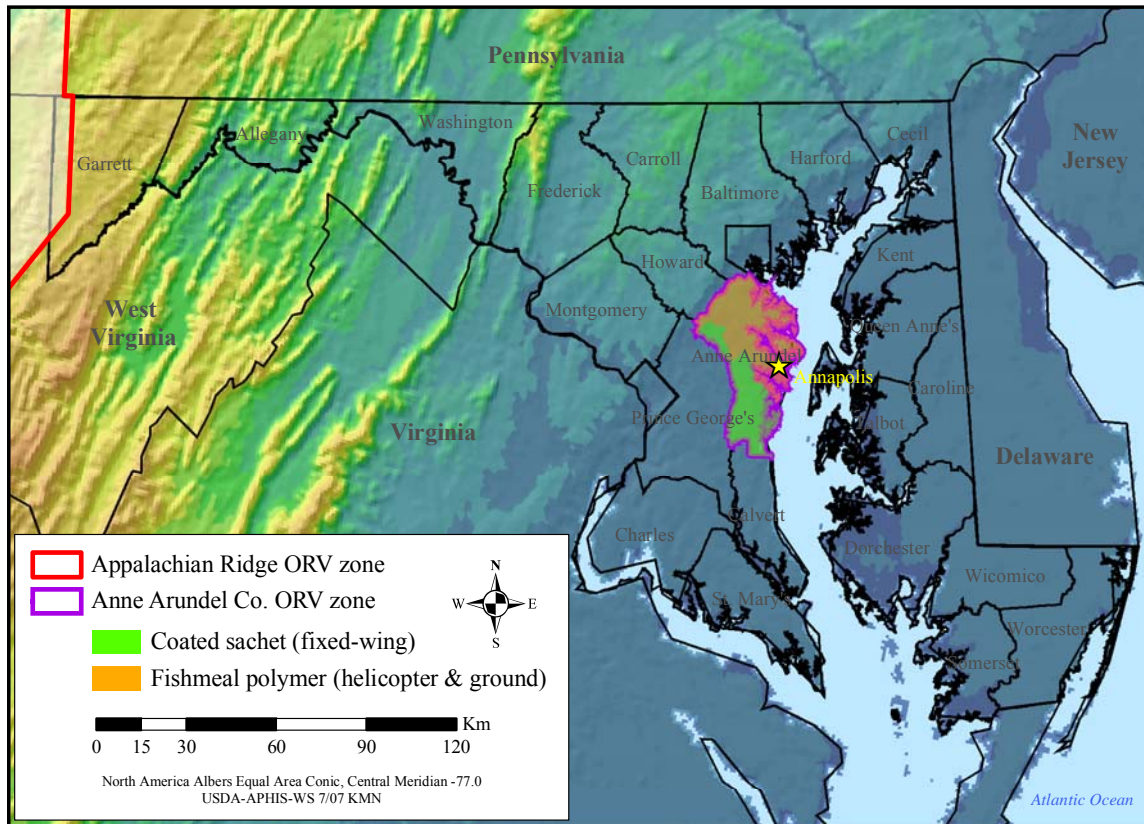 Pennsylvania
New
Jersey
Garrett
Allegany
Washington
Frederick
Carroll
Baltimore
Harford
Cecil
Howard
Montgomery
Kent
Queen Anne's
Anne Arundel
Annapolis
Caroline
Talbot
Prince George's
West
Virginia
Virginia
Delaware
Charles
Calvert
Dorchester
St. Mary's
Wicomico
Worcester
Somerset
Appalachian Ridge ORV zone
Anne Arundel Co. ORV zone
Coated sachet (fixed-wing)
Fishmeal polymer (helicopter & ground)
N
W E
S
Km
0 15 30 60 90 120
North America Albers Equal Area Conic, Central Meridian -77.0
USDA-APHIS-WS 7/07 KMN
Atlantic Ocean